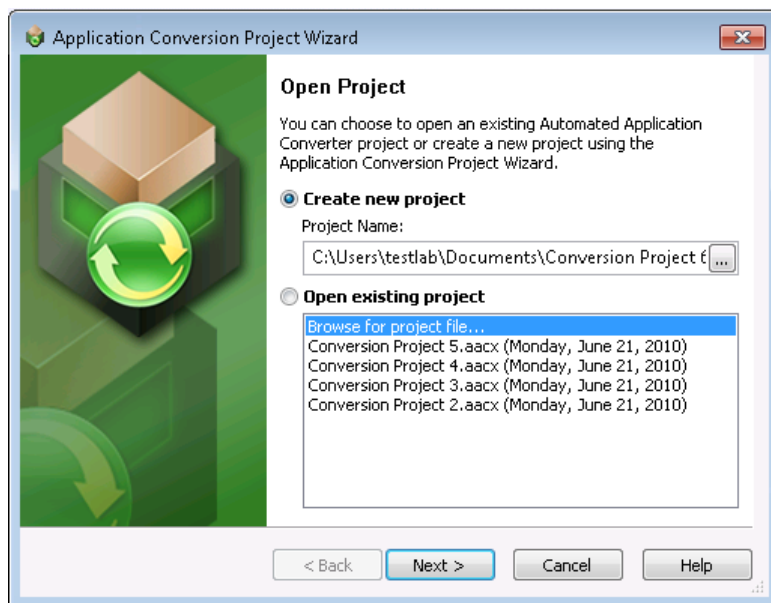 Application Conversion Project Wizard
Open Project
You can choose to open an existing Automated Application
Converter project or create a new project using the
Application Conversion Project Wizard.
Create new project
Project Name:
C:\Users\testlab\Documents\Conversion Project 6
...
Open existing project
Browse for project file...
Conversion Project 5.aacx (Monday, June 21, 2010)
Conversion Project 4.aacx (Monday, June 21, 2010)
Conversion Project 3.aacx (Monday, June 21, 2010)
Conversion Project 2.aacx (Monday, June 21, 2010)
< Back Next > Cancel Help